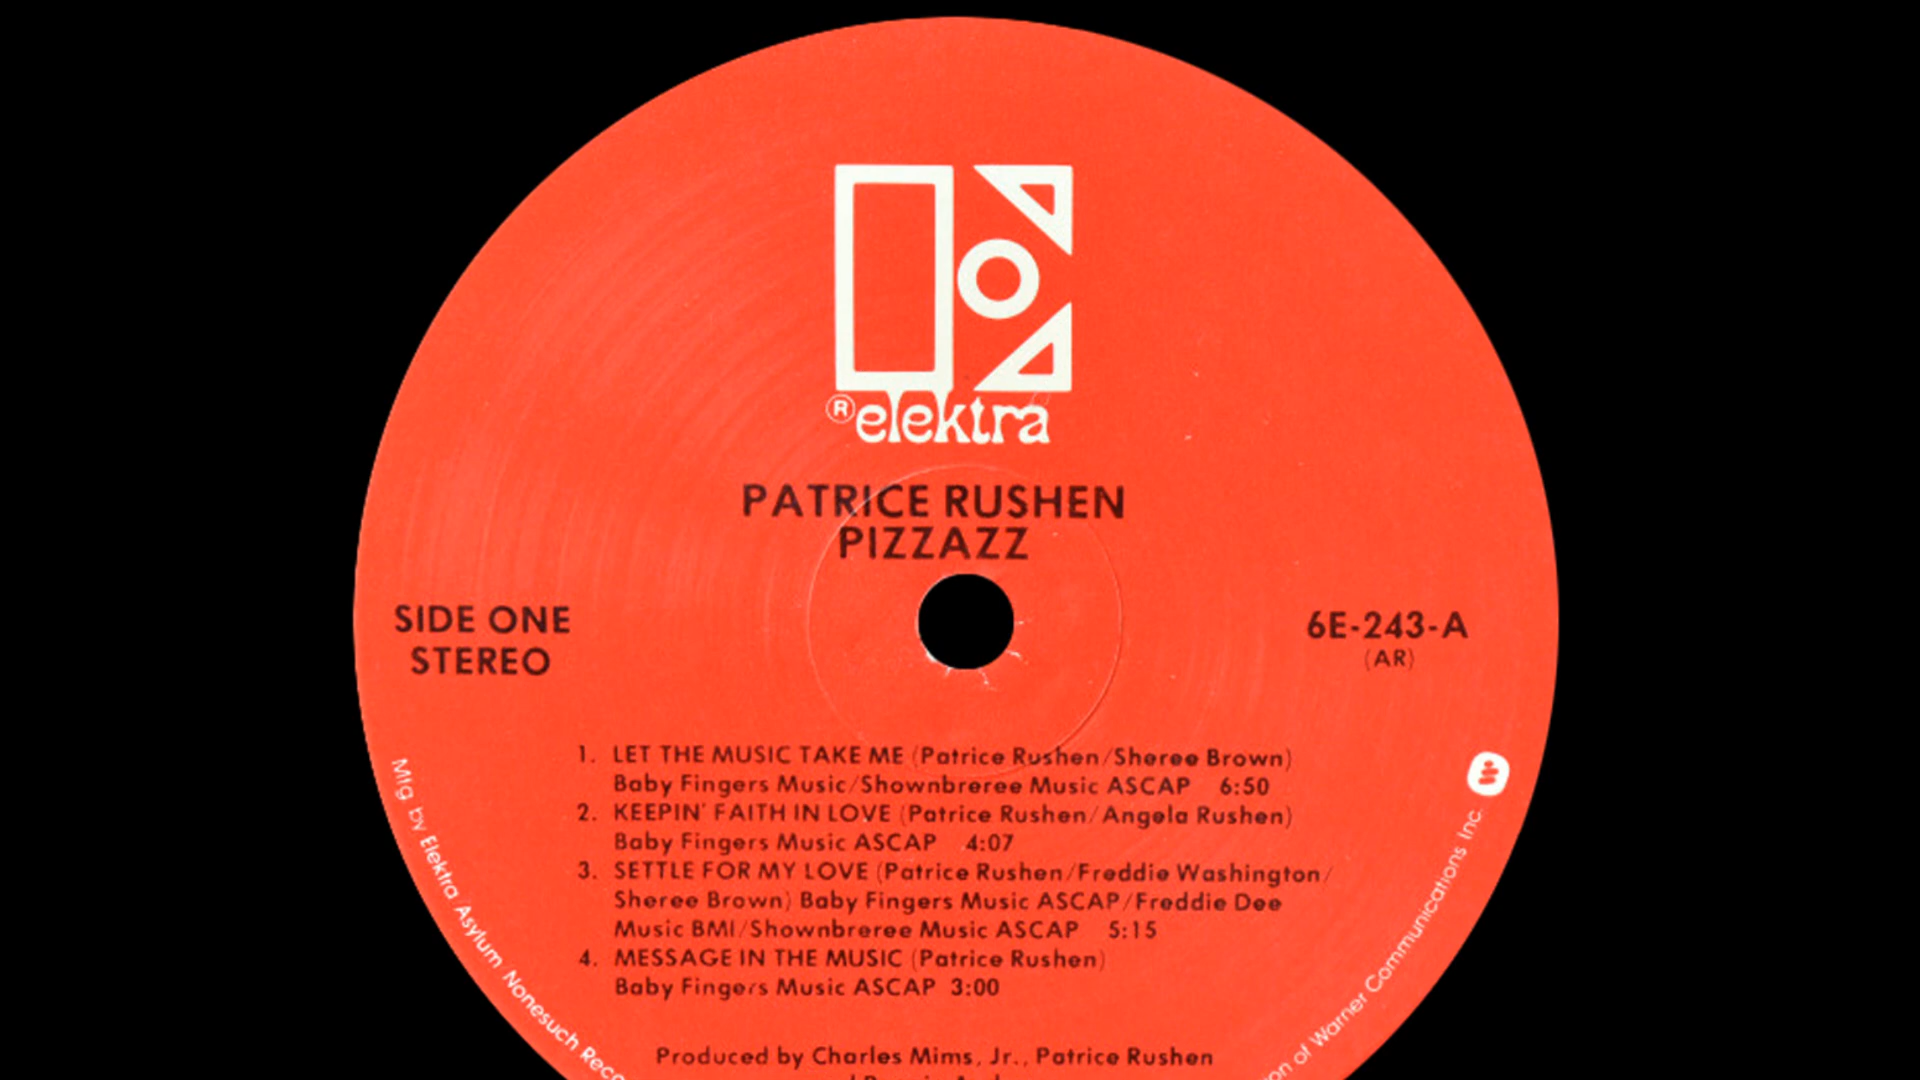 ® elektra
PATRICE RUSHEN
PIZZAZZ
SIDE ONE
STEREO
6E-243-A
(AR)
1. LET THE MUSIC TAKE ME (Patrice Rushen/Sheree Brown)
Baby Fingers Music/Shownbreree Music ASCAP 6:50
2. KEEPIN' FAITH IN LOVE (Patrice Rushen/Angela Rushen)
Baby Fingers Music ASCAP 4:07
3. SETTLE FOR MY LOVE (Patrice Rushen/Freddie Washington/
Sheree Brown) Baby Fingers Music ASCAP/Freddie Dee
Music BMI/Shownbreree Music ASCAP 5:15
4. MESSAGE IN THE MUSIC (Patrice Rushen)
Baby Fingers Music ASCAP 3:00
Produced by Charles Mims, Jr., Patrice Rushen
Mfg. by Elektra/Asylum/Nonesuch
of Warner Communications Inc.